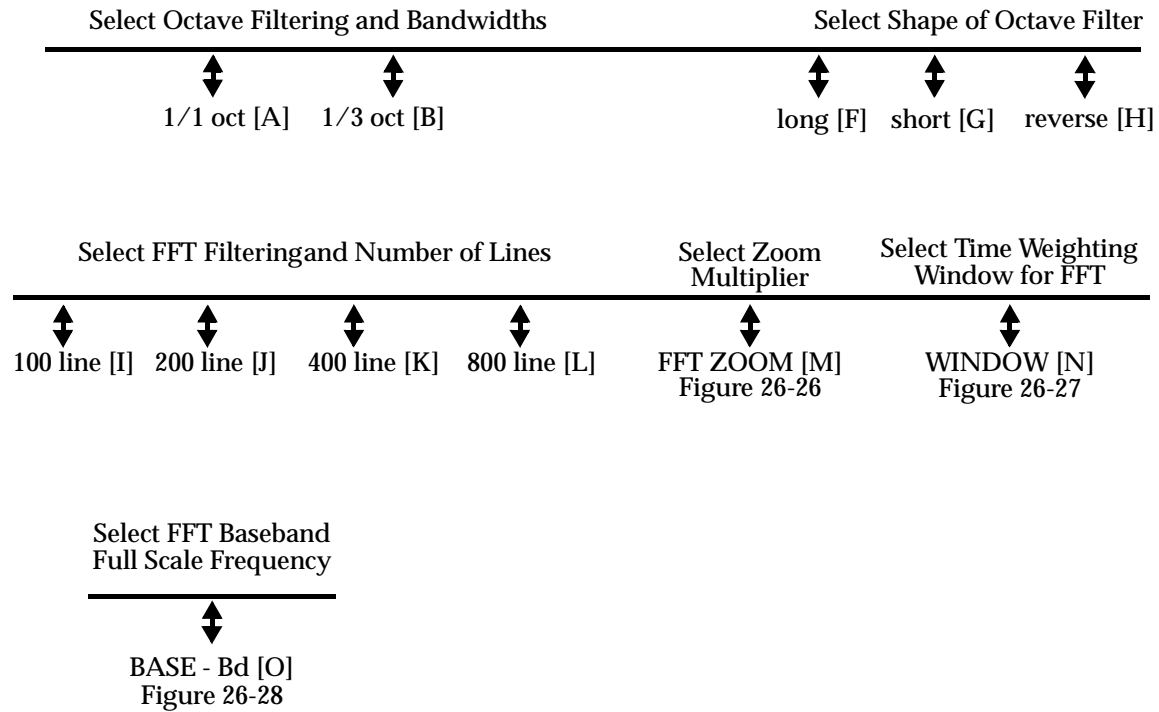 Select Octave Filtering and Bandwidths
Select Shape of Octave Filter
1/1 oct [A]
1/3 oct [B]
long [F]
short [G]
reverse [H]
Select FFT Filteringand Number of Lines
Select Zoom
Multiplier
Select Time Weighting
Window for FFT
100 line [I]
200 line [J]
400 line [K]
800 line [L]
FFT ZOOM [M]
Figure 26-26
WINDOW [N]
Figure 26-27
Select FFT Baseband
Full Scale Frequency
BASE - Bd [O]
Figure 26-28